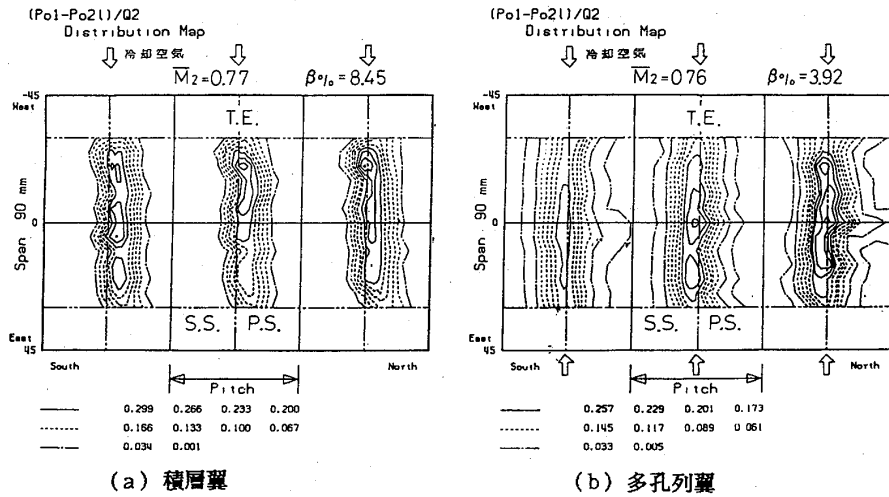 (Po1-Po2l)/Q2
Distribution Map
冷却空気
M̅2=0.77 β%=8.45
-45
West
T.E.
Span 90 mm
0
S.S. P.S.
East
45
South North
Pitch
0.299 0.266 0.233 0.200
0.166 0.133 0.100 0.067
0.034 0.001
(a) 積層翼
(Po1-Po2l)/Q2
Distribution Map
冷却空気
M̅2=0.76 β%=3.92
-45
West
T.E.
Span 90 mm
0
S.S. P.S.
East
45
South North
Pitch
0.257 0.229 0.201 0.173
0.145 0.117 0.089 0.061
0.033 0.005
(b) 多孔列翼